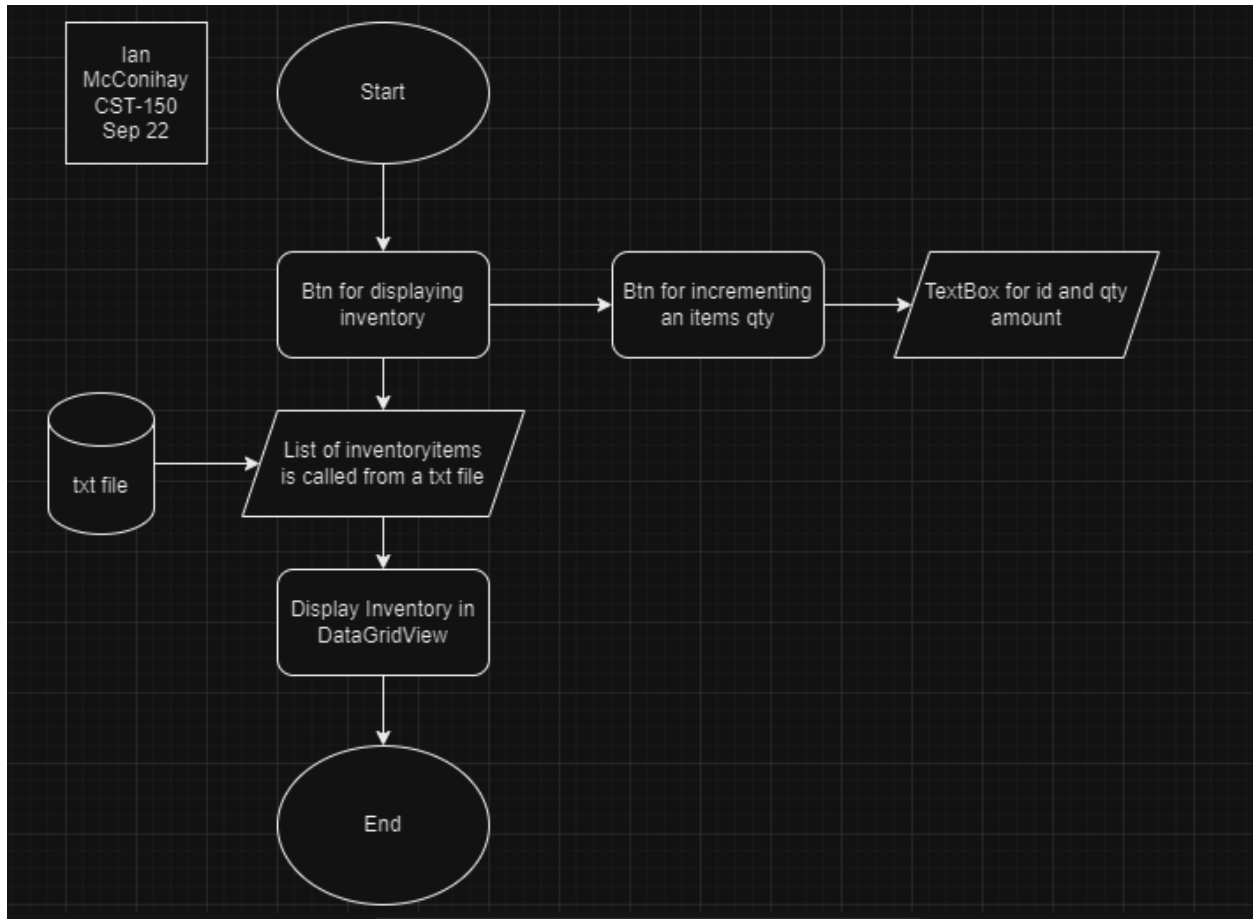 Ian
McConihay
CST-150
Sep 22
Start
Btn for displaying
inventory
Btn for incrementing
an items qty
TextBox for id and qty
amount
txt file
List of inventoryitems
is called from a txt file
Display Inventory in
DataGridView
End